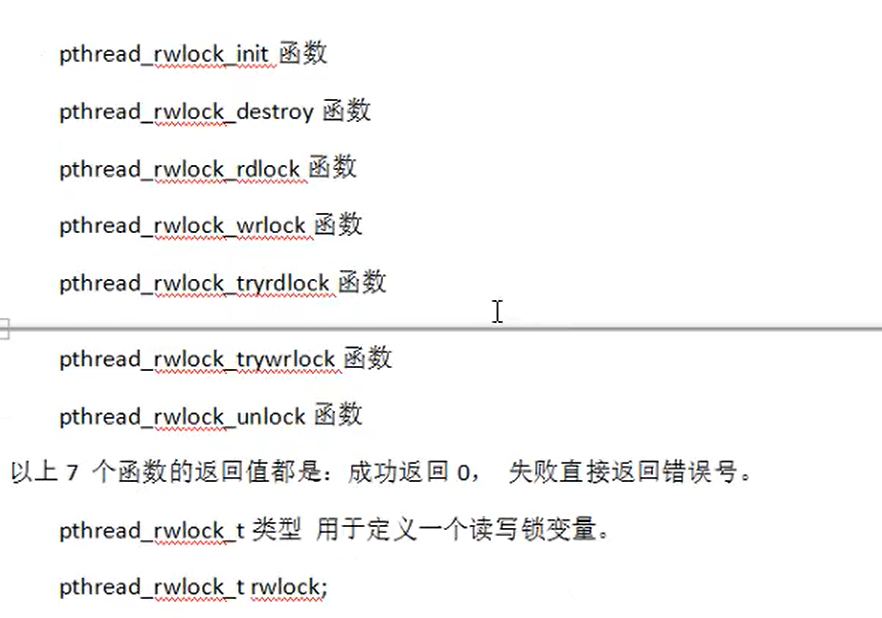 pthread_rwlock_init 函数
pthread_rwlock_destroy 函数
pthread_rwlock_rdlock 函数
pthread_rwlock_wrlock 函数
pthread_rwlock_tryrdlock 函数
pthread_rwlock_trywrlock 函数
pthread_rwlock_unlock 函数
以上 7 个函数的返回值都是：成功返回 0， 失败直接返回错误号。
pthread_rwlock_t 类型 用于定义一个读写锁变量。
pthread_rwlock_t rwlock;